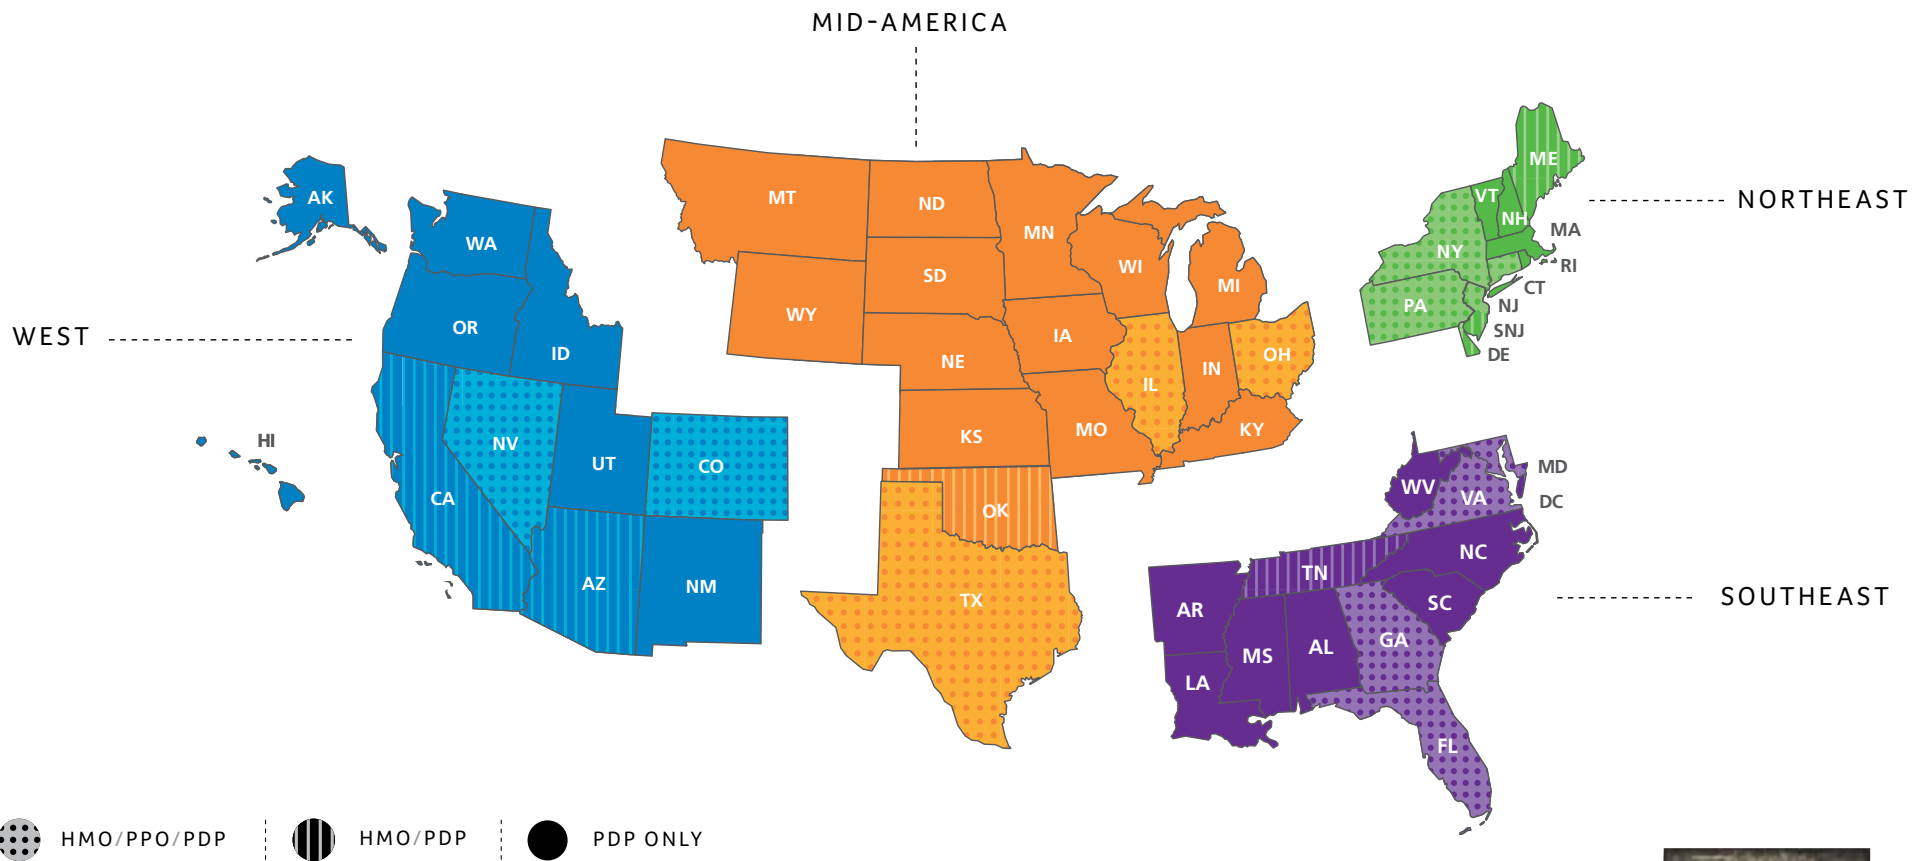 MID-AMERICA
NORTHEAST
WEST
SOUTHEAST
AK
WA
OR
ID
HI
NV
UT
CO
CA
AZ
NM
MT
ND
MN
SD
WI
MI
WY
IA
NE
IL
IN
OH
KS
MO
KY
OK
TX
ME
VT
NH
MA
NY
RI
CT
PA
NJ
SNJ
DE
MD
WV
VA
DC
NC
TN
SC
AR
GA
MS
AL
LA
FL
HMO/PPO/PDP
HMO/PDP
PDP ONLY